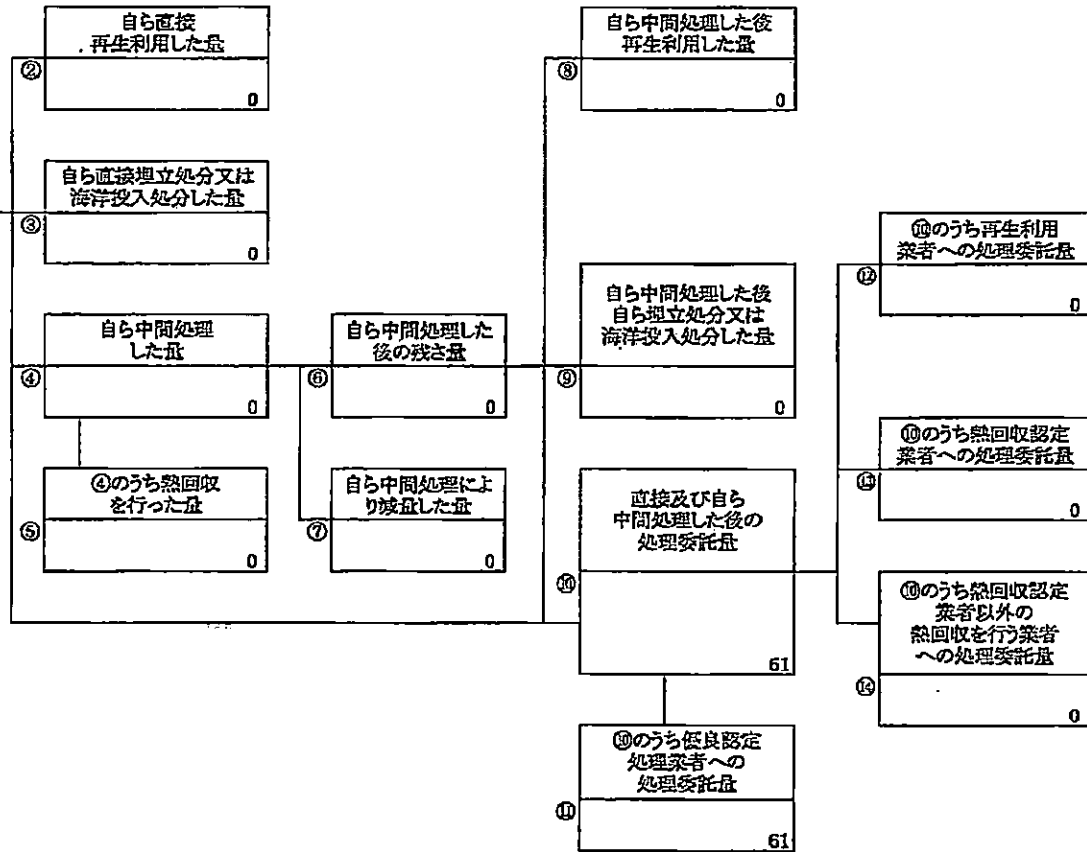 自ら直接
再生利用した量
②
0
自ら中間処理した後
再生利用した量
⑧
0
自ら直接埋立処分又は
海洋投入処分した量
③
0
⑩のうち再生利用
業者への処理委託量
⑫
0
自ら中間処理
した量
④
0
自ら中間処理した
後の残さ量
⑥
0
自ら中間処理した後
自ら埋立処分又は
海洋投入処分した量
⑨
0
⑩のうち熱回収認定
業者への処理委託量
⑬
0
④のうち熱回収
を行った量
⑤
0
自ら中間処理によ
り減量した量
⑦
0
直接及び自ら
中間処理した後の
処理委託量
⑩
61
⑩のうち熱回収認定
業者以外の
熱回収を行う業者
への処理委託量
⑭
0
⑩のうち優良認定
処理業者への
処理委託量
⑪
61